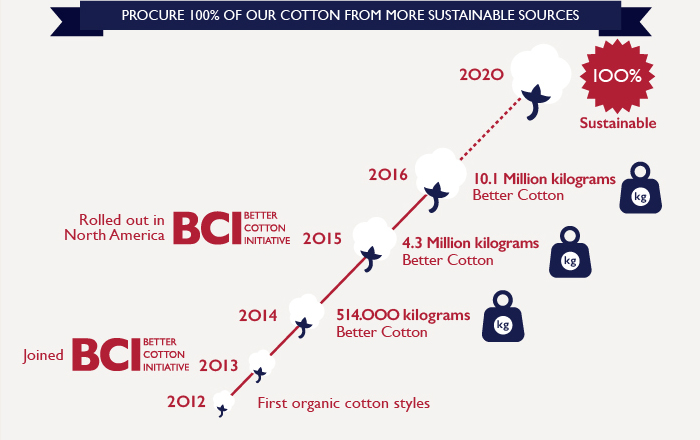 PROCURE 100% OF OUR COTTON FROM MORE SUSTAINABLE SOURCES
2020
100%
Sustainable
2016
10.1 Million kilograms
Better Cotton
kg
Rolled out in
North America
BCI
BETTER
COTTON
INITIATIVE
2015
4.3 Million kilograms
Better Cotton
kg
2014
514.000 kilograms
Better Cotton
kg
Joined
BCI
BETTER
COTTON
INITIATIVE
2013
2012
First organic cotton styles